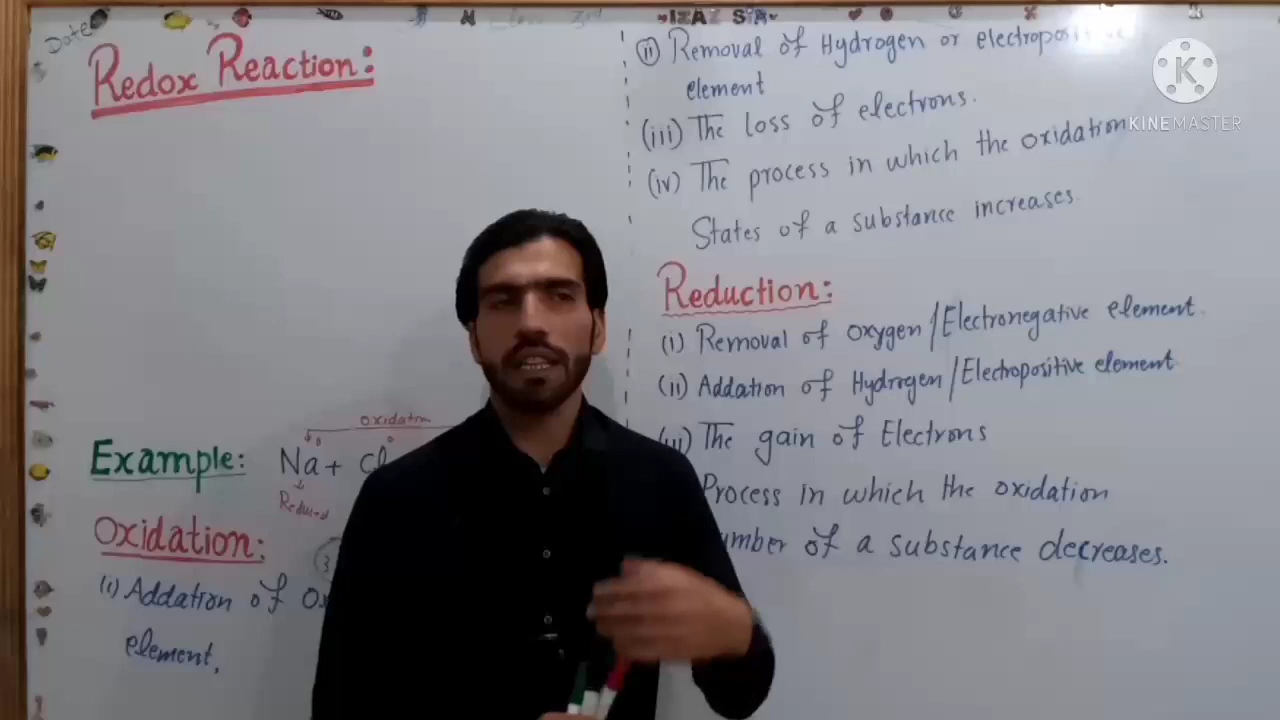 Date
IZAZ SIR
KINEMASTER
Redox Reaction:
Example: Na + Cl
oxidation
Reduced
Oxidation:
(i) Addation of
element,
(ii) Removal of Hydrogen or electropositive
element
(iii) The loss of electrons.
(iv) The process in which the oxidation
States of a substance increases.
Reduction:
(i) Removal of oxygen/Electronegative element.
(ii) Addation of Hydrogen/Electropositive element
(iii) The gain of Electrons
Process in which the oxidation
of a substance decreases.